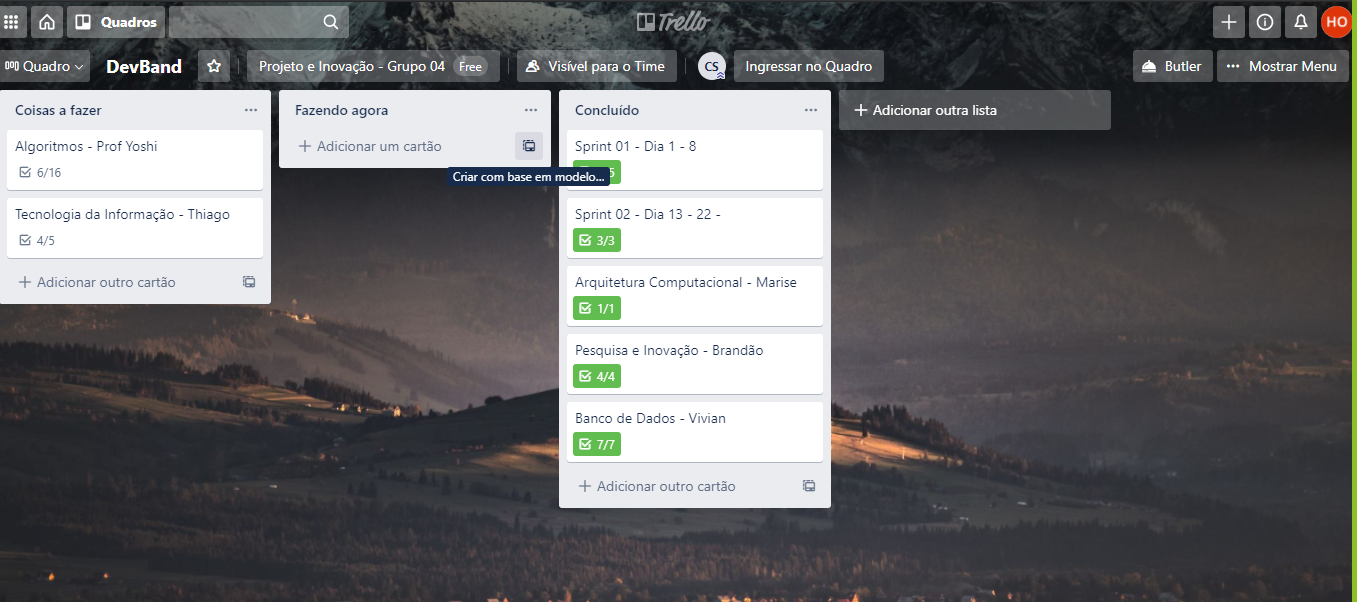 Quadros
Trello
HO
Quadro
DevBand
Projeto e Inovação - Grupo 04 Free
Visível para o Time
CS
Ingressar no Quadro
Butler
Mostrar Menu
Coisas a fazer
Algoritmos - Prof Yoshi
6/16
Tecnologia da Informação - Thiago
4/5
Adicionar outro cartão
Fazendo agora
Adicionar um cartão
Criar com base em modelo...
Concluído
Sprint 01 - Dia 1 - 8
Sprint 02 - Dia 13 - 22 -
3/3
Arquitetura Computacional - Marise
1/1
Pesquisa e Inovação - Brandão
4/4
Banco de Dados - Vivian
7/7
Adicionar outro cartão
Adicionar outra lista